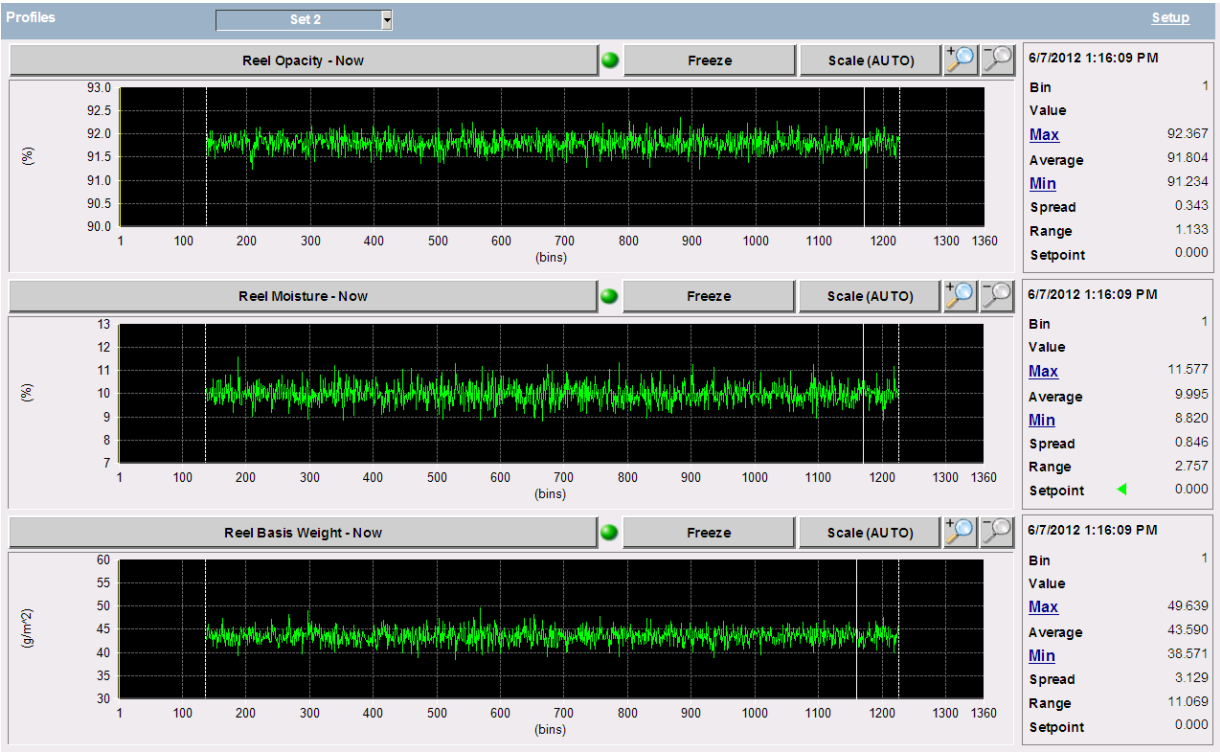 Profiles Set 2 Setup
Reel Opacity - Now Freeze Scale (AUTO) + -
93.0
92.5
92.0
91.5
91.0
90.5
90.0
(%)
1 100 200 300 400 500 600 700 800 900 1000 1100 1200 1300 1360
(bins)
6/7/2012 1:16:09 PM
Bin 1
Value
Max 92.367
Average 91.804
Min 91.234
Spread 0.343
Range 1.133
Setpoint 0.000
Reel Moisture - Now Freeze Scale (AUTO) + -
13
12
11
10
9
8
7
(%)
1 100 200 300 400 500 600 700 800 900 1000 1100 1200 1300 1360
(bins)
6/7/2012 1:16:09 PM
Bin 1
Value
Max 11.577
Average 9.995
Min 8.820
Spread 0.846
Range 2.757
Setpoint 0.000
Reel Basis Weight - Now Freeze Scale (AUTO) + -
60
55
50
45
40
35
30
(g/m^2)
1 100 200 300 400 500 600 700 800 900 1000 1100 1200 1300 1360
(bins)
6/7/2012 1:16:09 PM
Bin 1
Value
Max 49.639
Average 43.590
Min 38.571
Spread 3.129
Range 11.069
Setpoint 0.000